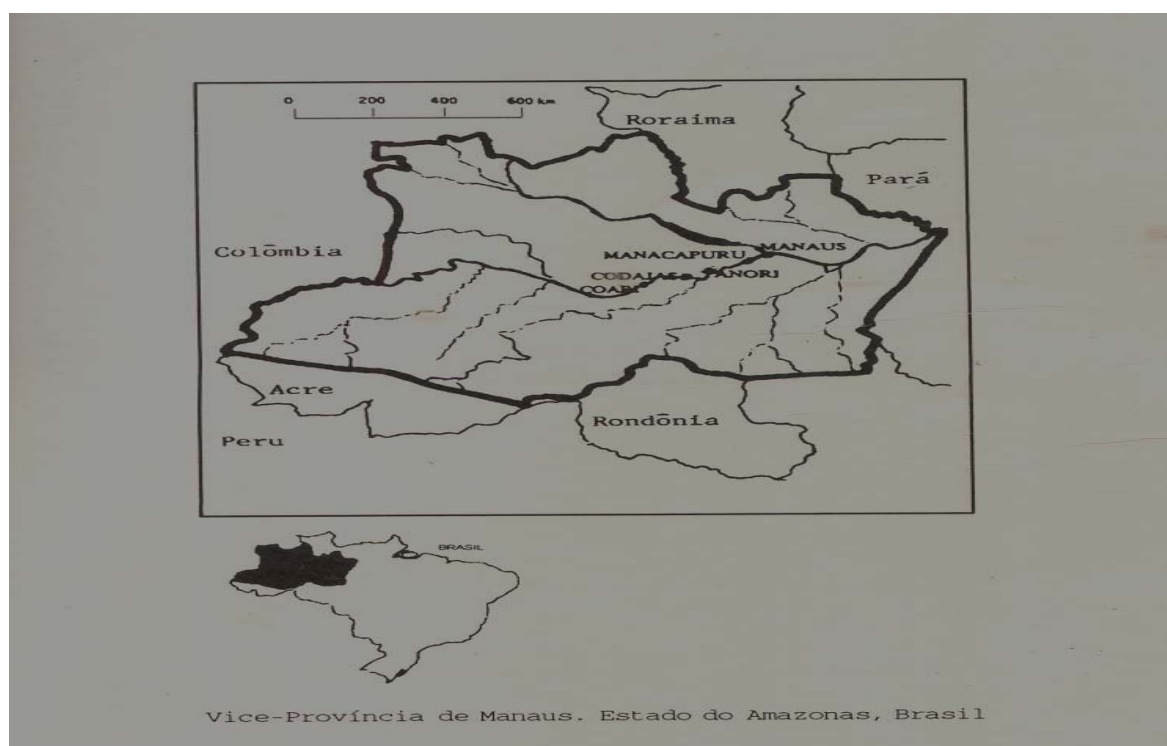 0 200 400 600 km
Roraima
Pará
Colômbia
MANAUS
MANACAPURU
CODAJAS ANORI
COARI
Acre
Rondônia
Peru
BRASIL
Vice-Província de Manaus. Estado do Amazonas, Brasil